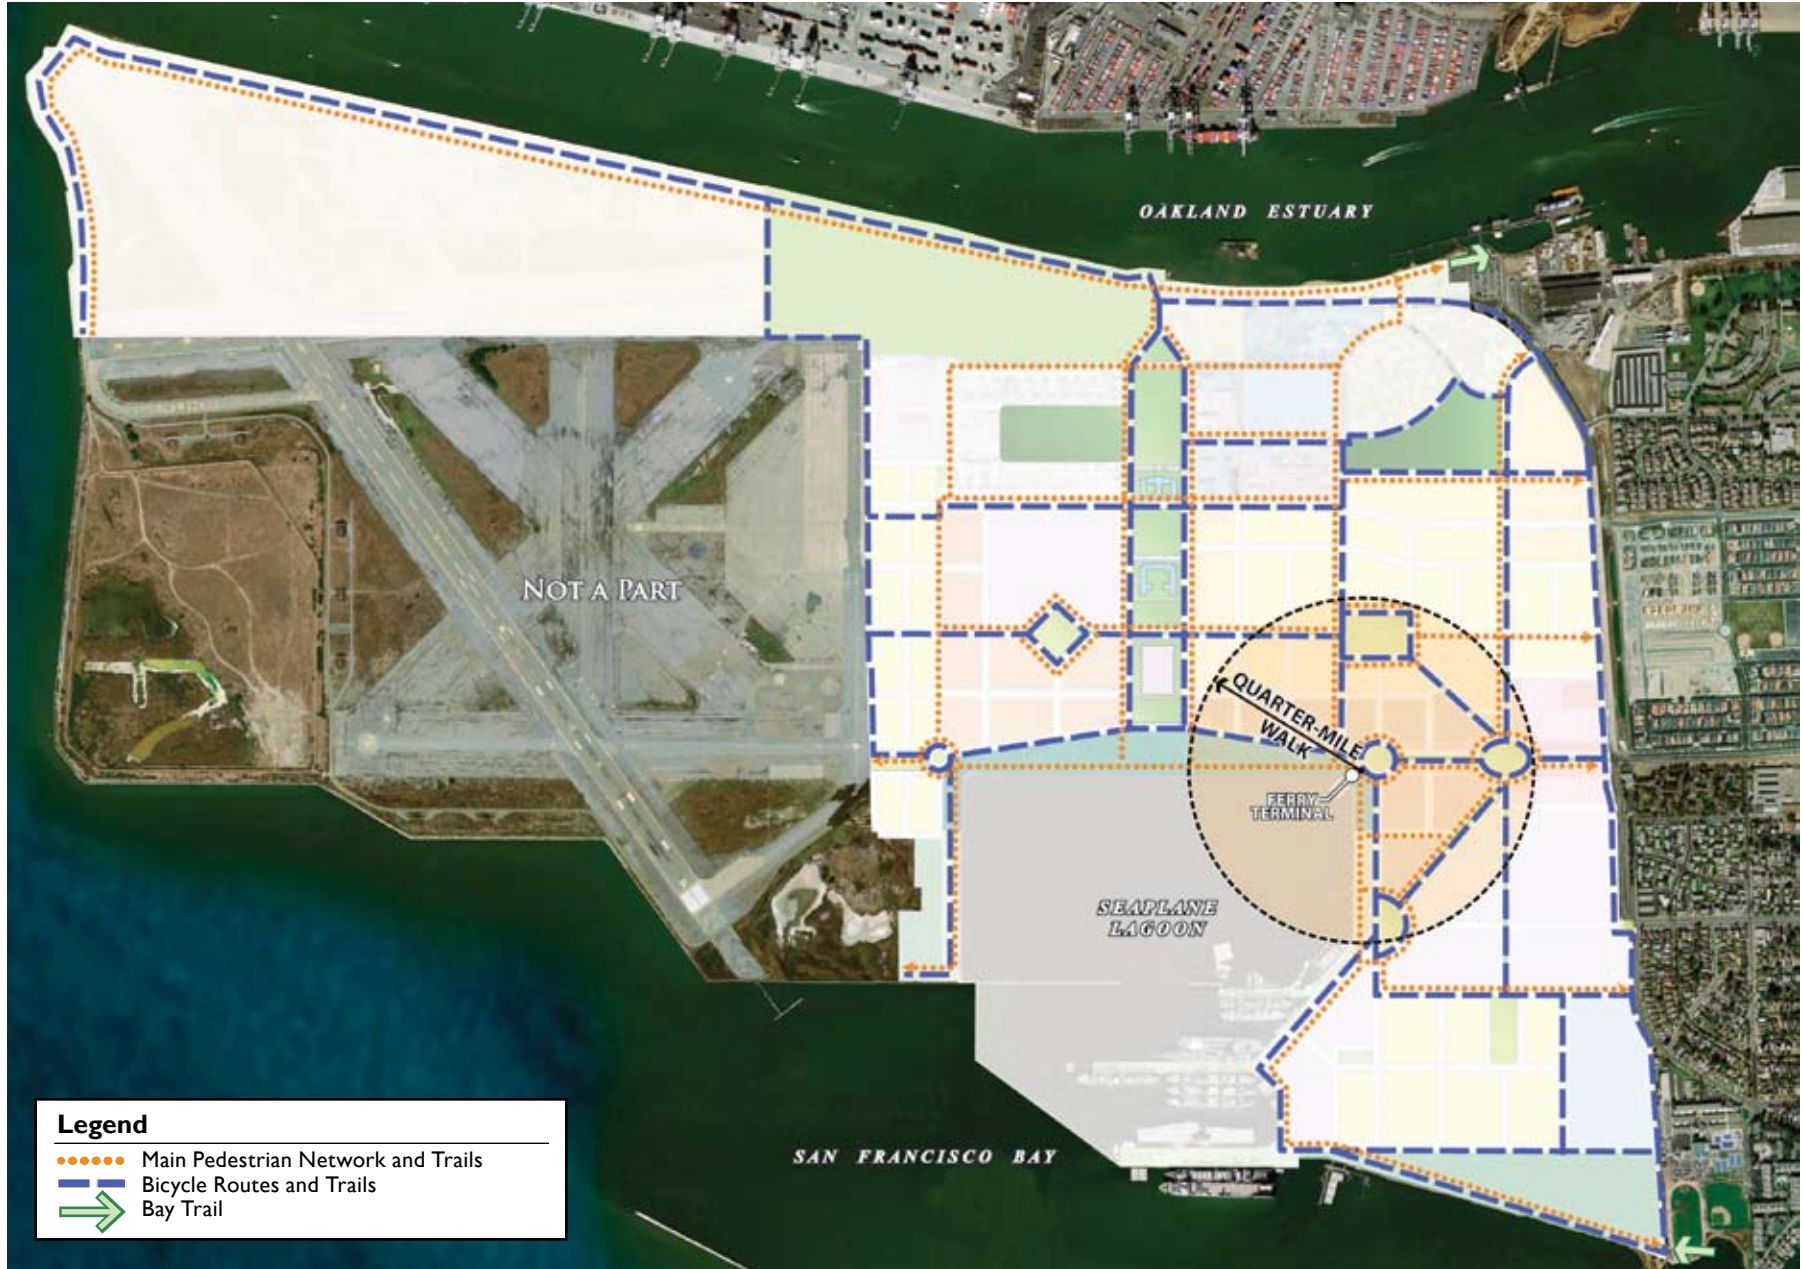 OAKLAND ESTUARY
NOT A PART
QUARTER-MILE
WALK
FERRY
TERMINAL
SEAPLANE
LAGOON
SAN FRANCISCO BAY
Legend
Main Pedestrian Network and Trails
Bicycle Routes and Trails
Bay Trail